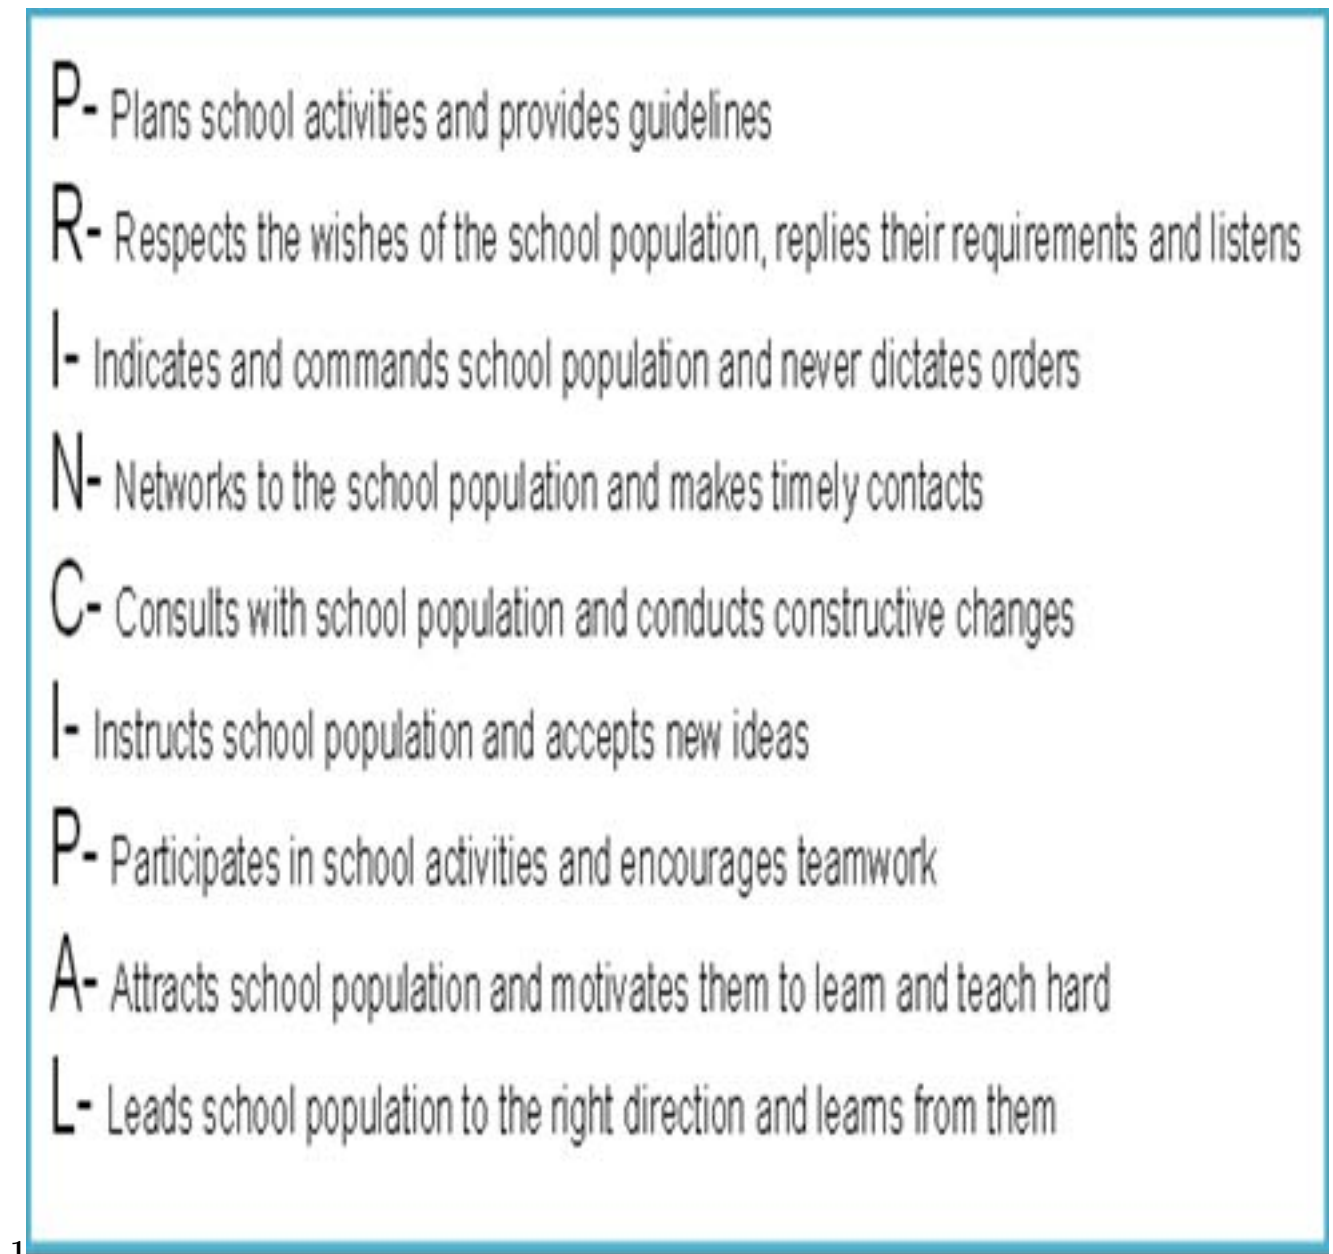 P- Plans school activities and provides guidelines
R- Respects the wishes of the school population, replies their requirements and listens
I- Indicates and commands school population and never dictates orders
N- Networks to the school population and makes timely contacts
C- Consults with school population and conducts constructive changes
I- Instructs school population and accepts new ideas
P- Participates in school activities and encourages teamwork
A- Attracts school population and motivates them to learn and teach hard
L- Leads school population to the right direction and learns from them
1